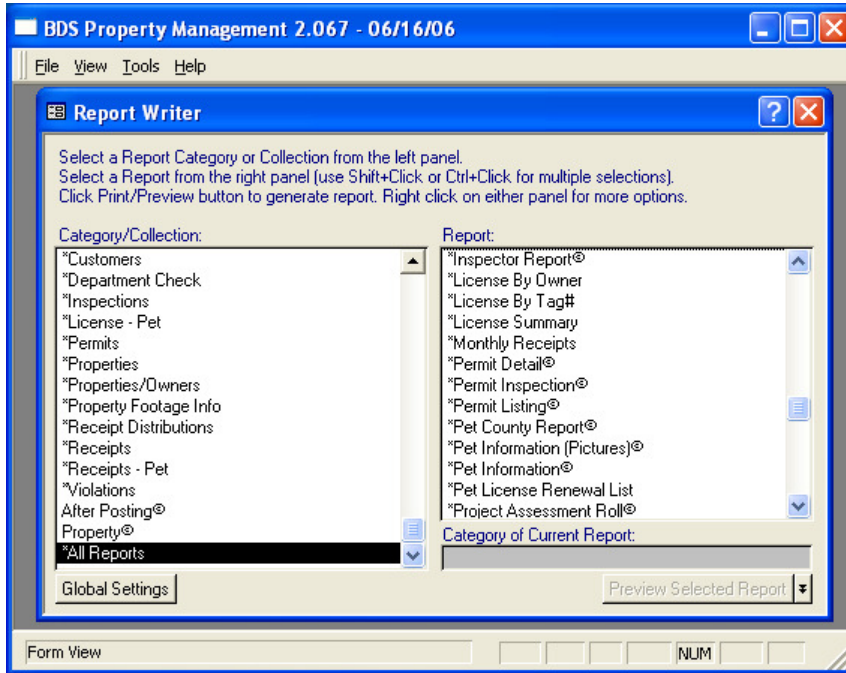 BDS Property Management 2.067 - 06/16/06
File View Tools Help
Report Writer
Select a Report Category or Collection from the left panel.
Select a Report from the right panel (use Shift+Click or Ctrl+Click for multiple selections).
Click Print/Preview button to generate report. Right click on either panel for more options.
Category/Collection:
*Customers
*Department Check
*Inspections
*License - Pet
*Permits
*Properties
*Properties/Owners
*Property Footage Info
*Receipt Distributions
*Receipts
*Receipts - Pet
*Violations
After Posting©
Property©
*All Reports
Global Settings
Report:
*Inspector Report©
*License By Owner
*License By Tag#
*License Summary
*Monthly Receipts
*Permit Detail©
*Permit Inspection©
*Permit Listing©
*Pet County Report©
*Pet Information (Pictures)©
*Pet Information©
*Pet License Renewal List
*Project Assessment Roll©
Category of Current Report:
Preview Selected Report
Form View
NUM